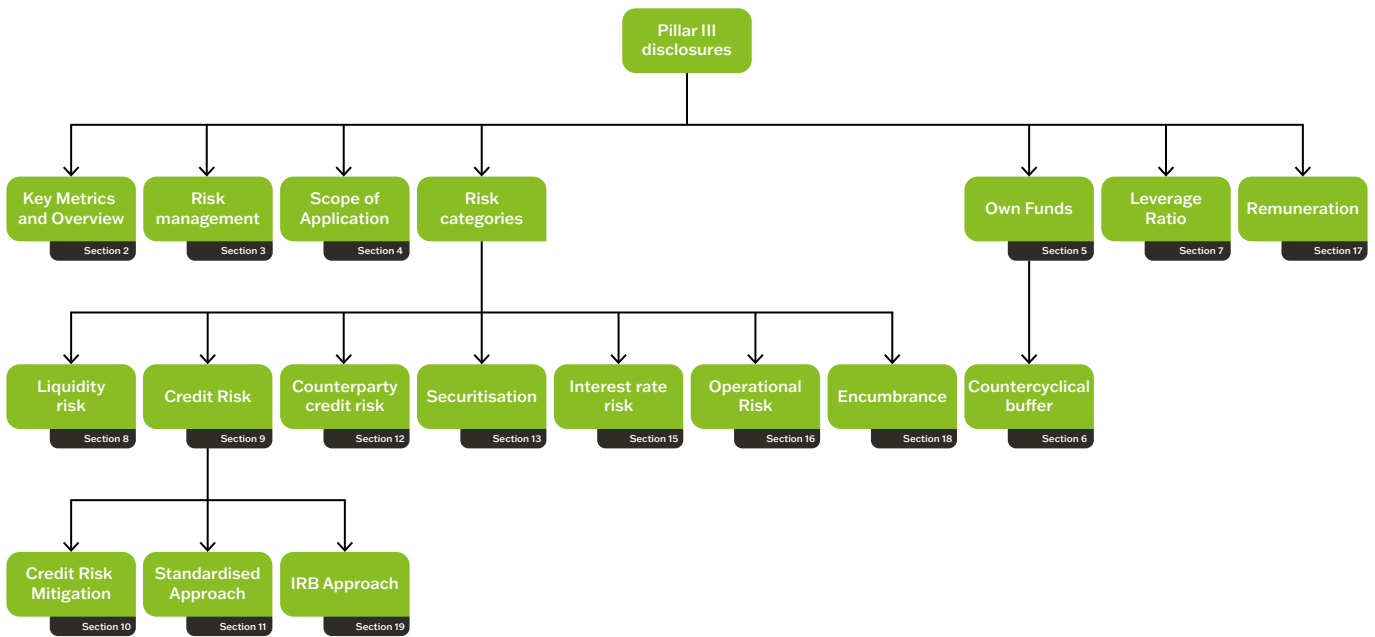 Pillar III
disclosures
Key Metrics
and Overview
Section 2
Risk
management
Section 3
Scope of
Application
Section 4
Risk
categories
Own Funds
Section 5
Leverage
Ratio
Section 7
Remuneration
Section 17
Liquidity
risk
Section 8
Credit Risk
Section 9
Counterparty
credit risk
Section 12
Securitisation
Section 13
Interest rate
risk
Section 15
Operational
Risk
Section 16
Encumbrance
Section 18
Countercyclical
buffer
Section 6
Credit Risk
Mitigation
Section 10
Standardised
Approach
Section 11
IRB Approach
Section 19